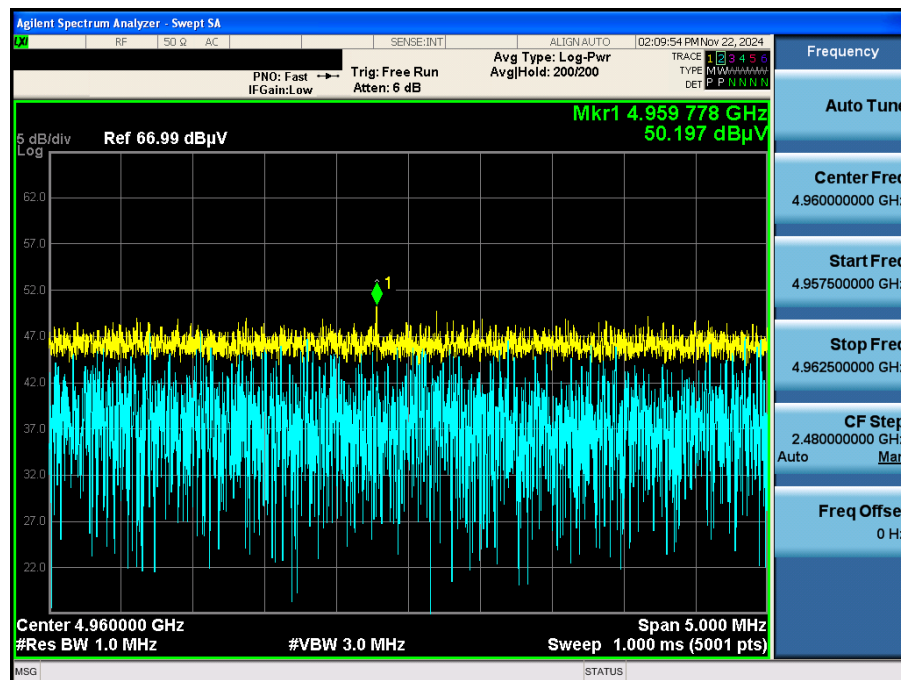 Agilent Spectrum Analyzer - Swept SA
LXI RF 50 Ω AC SENSE:INT ALIGN AUTO 02:09:54 PM Nov 22, 2024
Frequency
PNO: Fast
IFGain:Low
Trig: Free Run
Atten: 6 dB
Avg Type: Log-Pwr
Avg|Hold: 200/200
TRACE 1 2 3 4 5 6
TYPE M W W W W W
DET P P N N N N
Mkr1 4.959 778 GHz
50.197 dBµV
5 dB/div
Log
Ref 66.99 dBµV
62.0
57.0
52.0
47.0
42.0
37.0
32.0
27.0
22.0
1
Center 4.960000 GHz
Span 5.000 MHz
#Res BW 1.0 MHz
#VBW 3.0 MHz
Sweep 1.000 ms (5001 pts)
Auto Tune
Center Freq
4.960000000 GHz
Start Freq
4.957500000 GHz
Stop Freq
4.962500000 GHz
CF Step
2.480000000 GHz
Auto Man
Freq Offset
0 Hz
MSG
STATUS